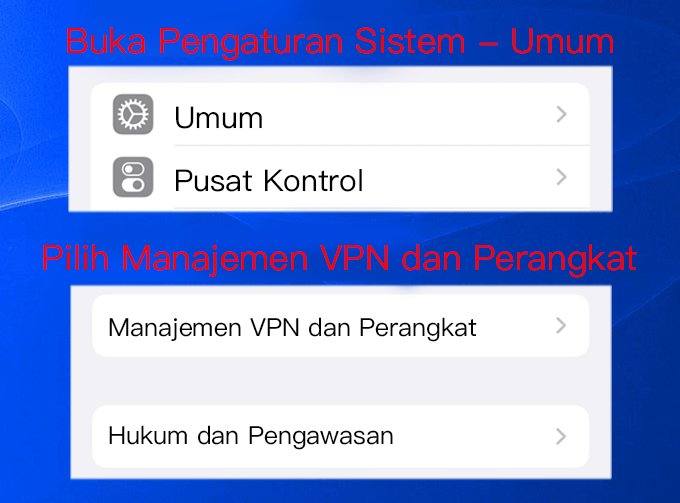 Buka Pengaturan Sistem – Umum
Umum
Pusat Kontrol
Pilih Manajemen VPN dan Perangkat
Manajemen VPN dan Perangkat
Hukum dan Pengawasan